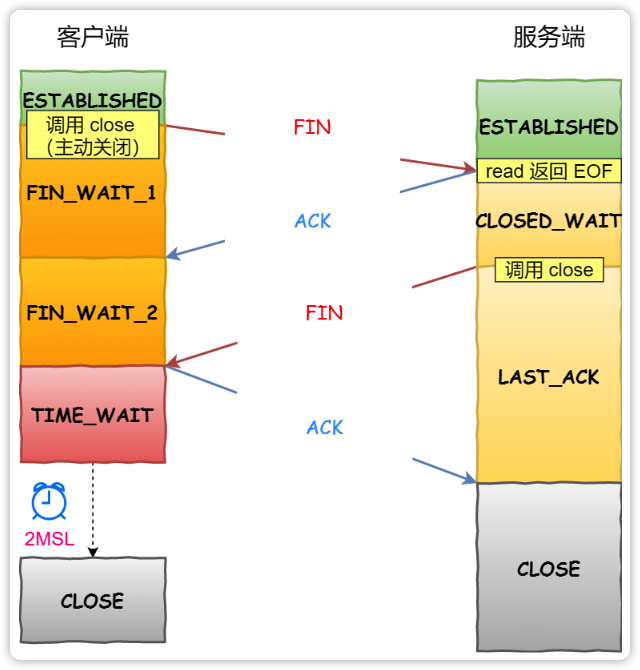 客户端
服务端
ESTABLISHED
调用 close
（主动关闭）
FIN
ESTABLISHED
read 返回 EOF
FIN_WAIT_1
ACK
CLOSED_WAIT
调用 close
FIN_WAIT_2
FIN
LAST_ACK
TIME_WAIT
ACK
2MSL
CLOSE
CLOSE